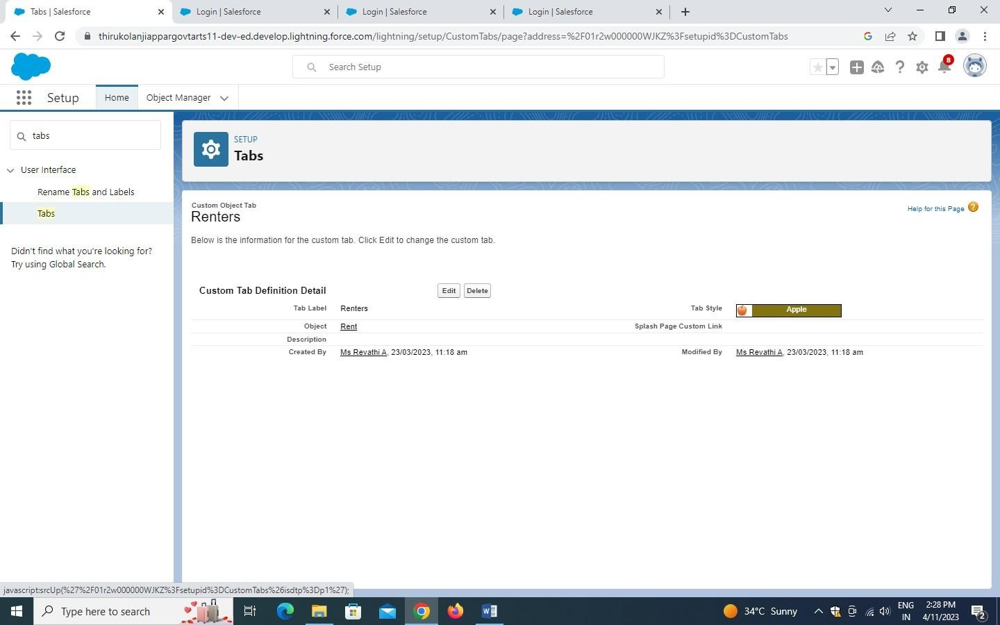 Tabs | Salesforce
Login | Salesforce
Login | Salesforce
Login | Salesforce
thirukolanjiappargovtarts11-dev-ed.develop.lightning.force.com/lightning/setup/CustomTabs/page?address=%2F01r2w000000WJKZ%3Fsetupid%3DCustomTabs
Search Setup
8
Setup
Home
Object Manager
tabs
User Interface
Rename Tabs and Labels
Tabs
Didn't find what you're looking for?
Try using Global Search.
SETUP
Tabs
Custom Object Tab
Renters
Help for this Page
Below is the information for the custom tab. Click Edit to change the custom tab.
Custom Tab Definition Detail
Edit
Delete
Tab Label Renters
Tab Style Apple
Object Rent
Splash Page Custom Link
Description
Created By Ms Revathi A, 23/03/2023, 11:18 am
Modified By Ms Revathi A, 23/03/2023, 11:18 am
javascript:srcUp(%27%2F01r2w000000WJKZ%3Fsetupid%3DCustomTabs%26isdtp%3Dp1%27);
Type here to search
34°C Sunny
ENG
IN
2:28 PM
4/11/2023
2